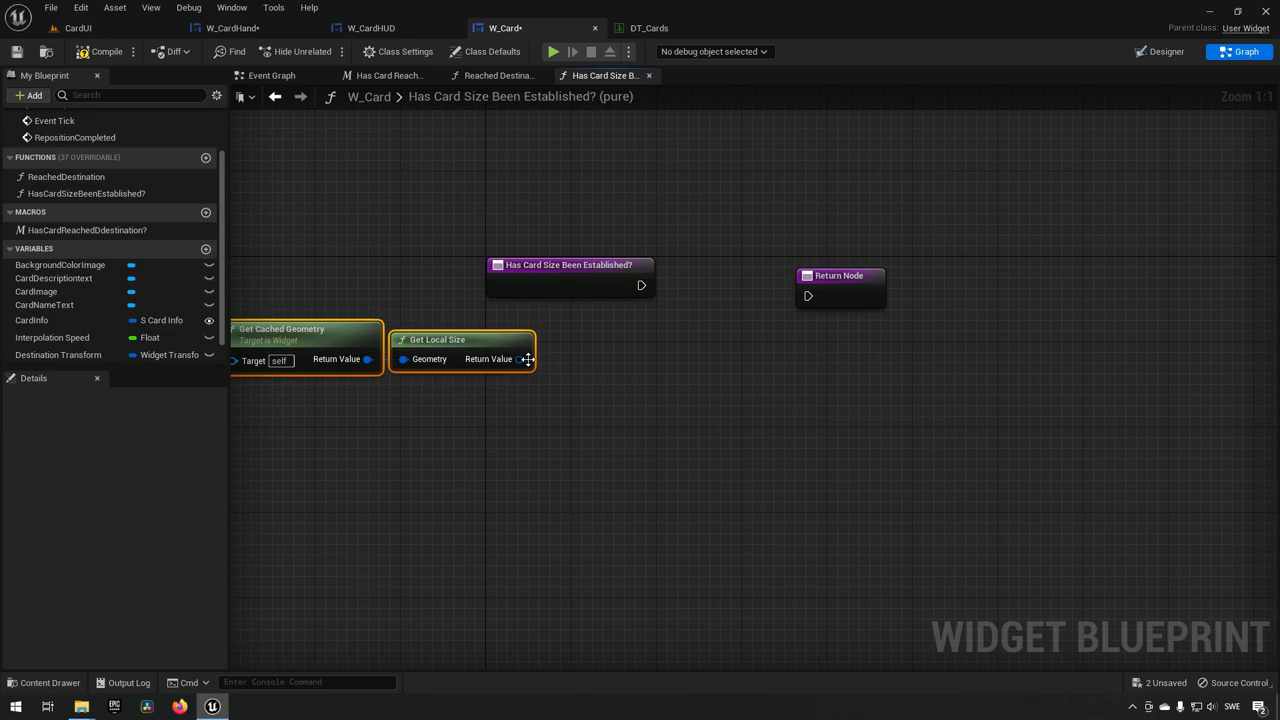 File Edit Asset View Debug Window Tools Help
CardUI W_CardHand* W_CardHUD W_Card* DT_Cards Parent class: User Widget
Compile Diff Find Hide Unrelated Class Settings Class Defaults No debug object selected Designer Graph
My Blueprint Event Graph Has Card Reach... Reached Destina... Has Card Size B...
Add Search W_Card > Has Card Size Been Established? (pure) Zoom 1:1
Event Tick
RepositionCompleted
FUNCTIONS (37 OVERRIDABLE)
ReachedDestination
HasCardSizeBeenEstablished?
MACROS
HasCardReachedDdestination?
VARIABLES
BackgroundColorImage
CardDescriptiontext
CardImage
CardNameText
CardInfo S Card Info
Interpolation Speed Float
Destination Transform Widget Transfo
Details
Has Card Size Been Established?
Return Node
Get Cached Geometry
Target is Widget
Target self Return Value
Get Local Size
Geometry Return Value
WIDGET BLUEPRINT
Content Drawer Output Log Cmd Enter Console Command 2 Unsaved Source Control
EPIC GAMES SWE 2